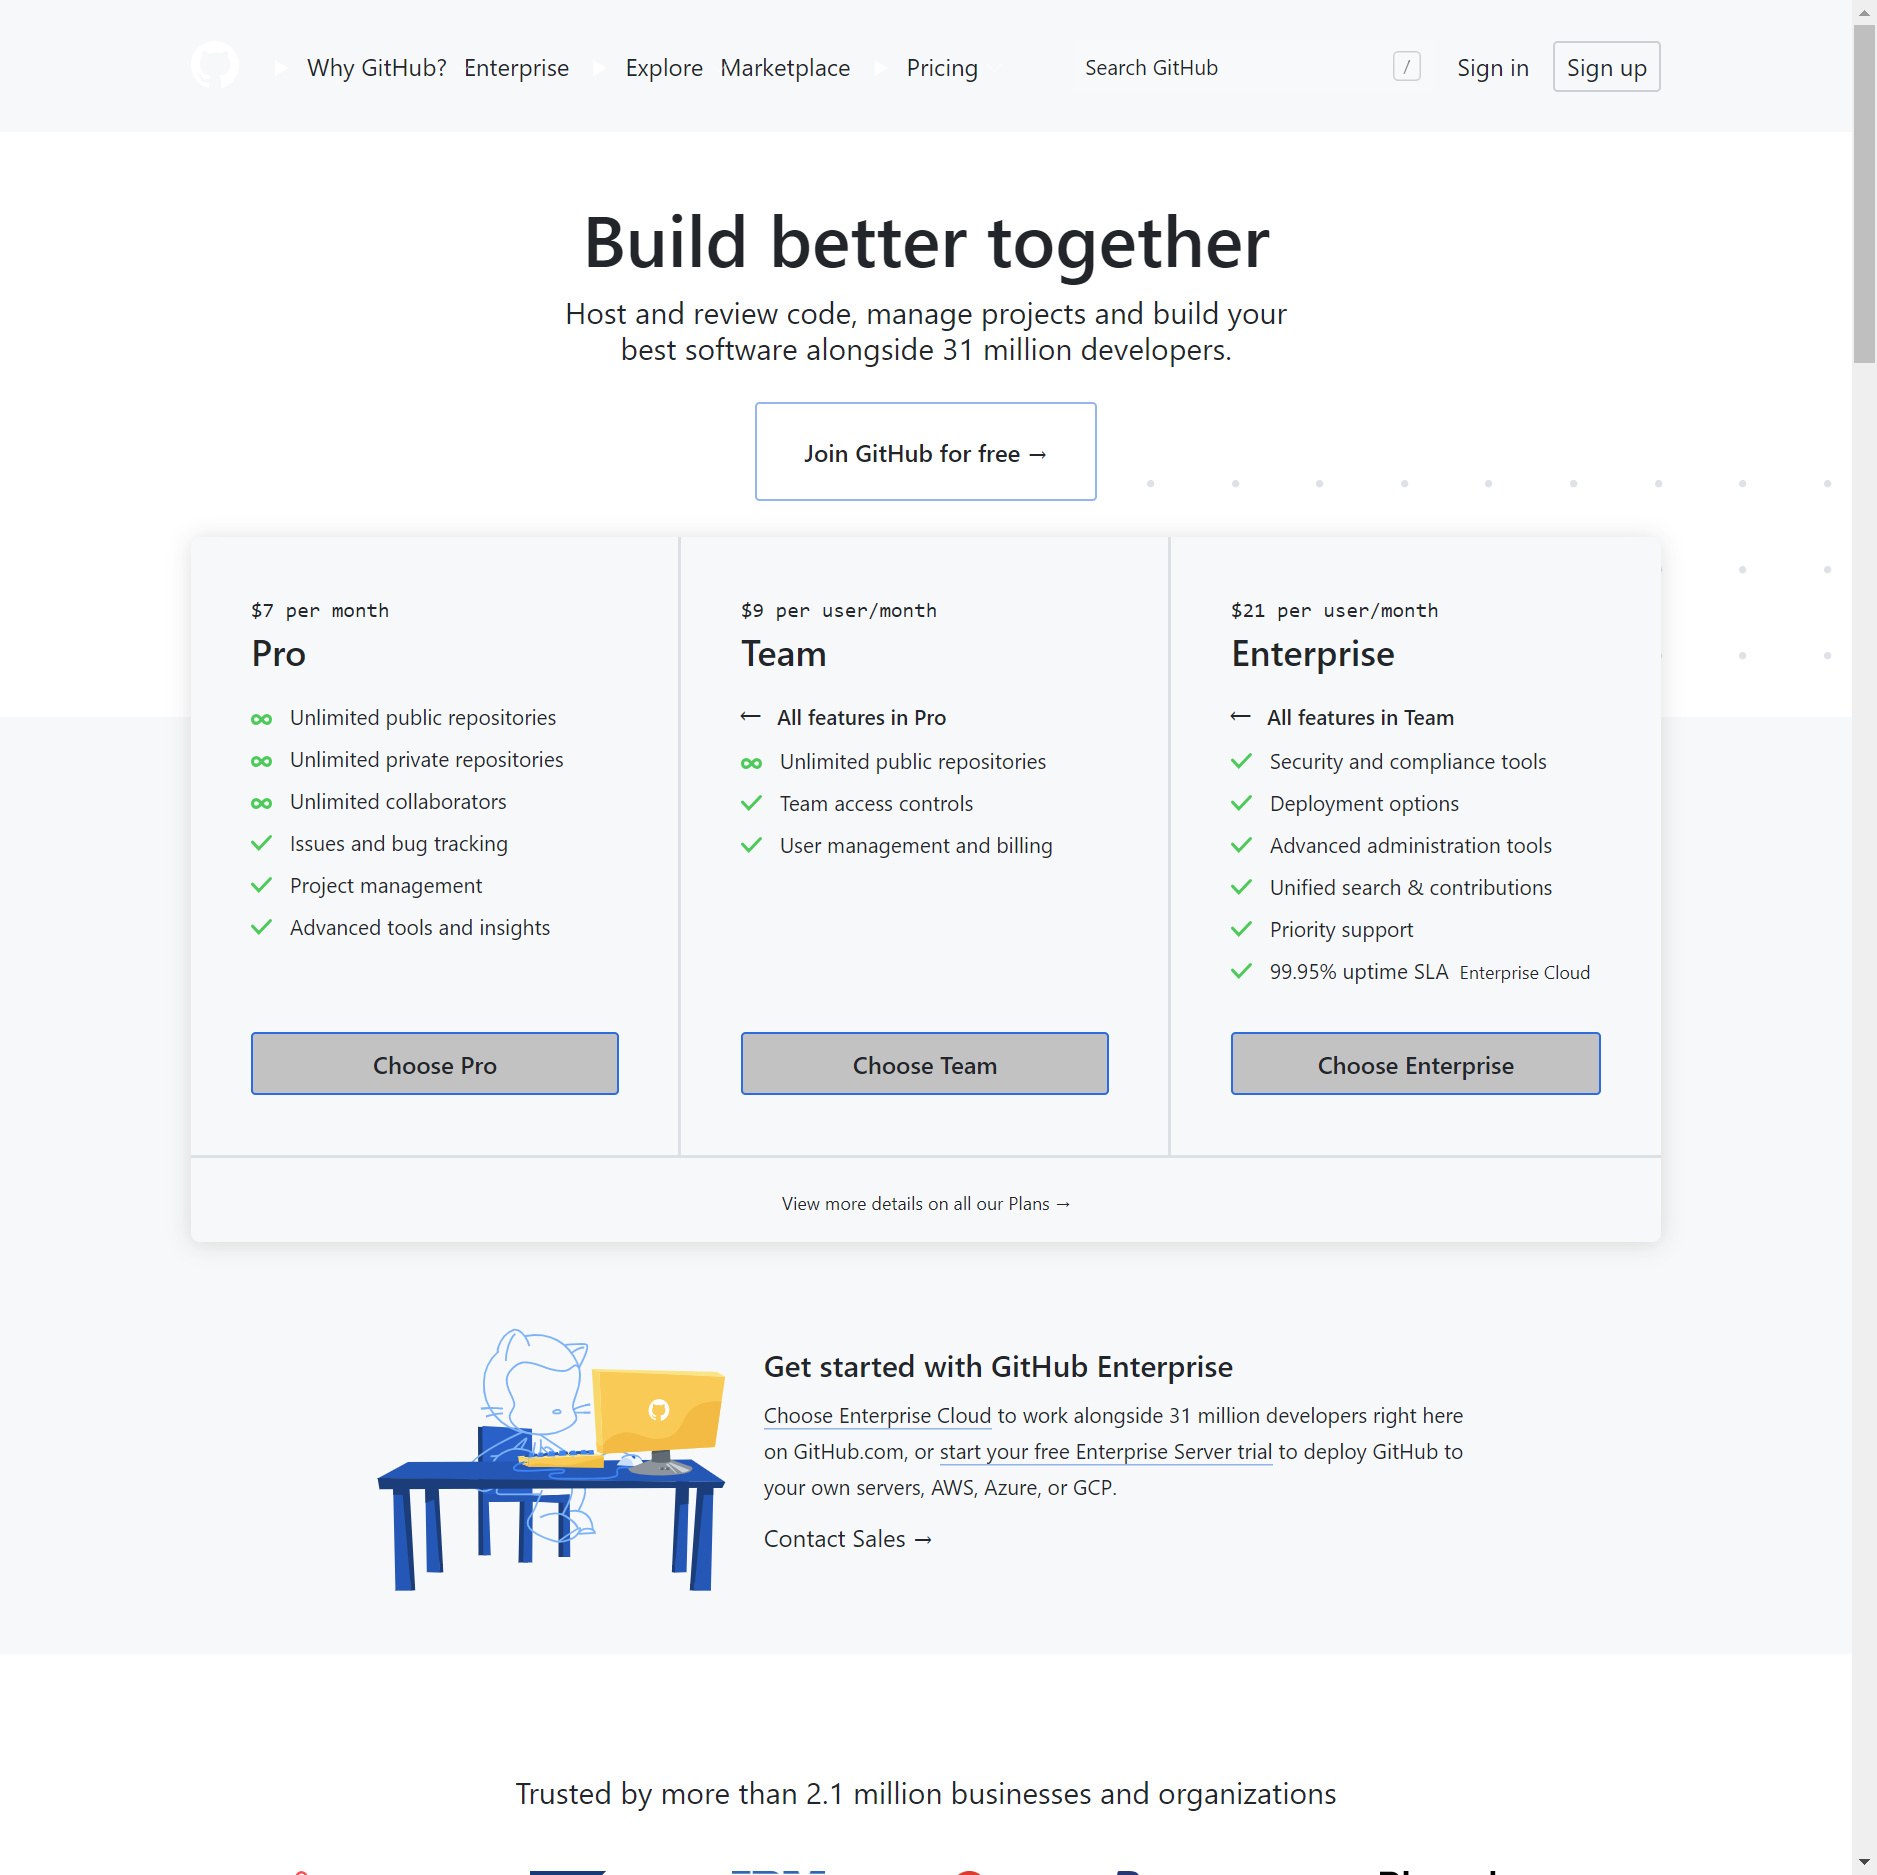 Why GitHub? Enterprise Explore Marketplace Pricing Search GitHub / Sign in Sign up
Build better together
Host and review code, manage projects and build your
best software alongside 31 million developers.
Join GitHub for free →
$7 per month
Pro
Unlimited public repositories
Unlimited private repositories
Unlimited collaborators
Issues and bug tracking
Project management
Advanced tools and insights
Choose Pro
$9 per user/month
Team
← All features in Pro
Unlimited public repositories
Team access controls
User management and billing
Choose Team
$21 per user/month
Enterprise
← All features in Team
Security and compliance tools
Deployment options
Advanced administration tools
Unified search & contributions
Priority support
99.95% uptime SLA Enterprise Cloud
Choose Enterprise
View more details on all our Plans →
Get started with GitHub Enterprise
Choose Enterprise Cloud to work alongside 31 million developers right here
on GitHub.com, or start your free Enterprise Server trial to deploy GitHub to
your own servers, AWS, Azure, or GCP.
Contact Sales →
Trusted by more than 2.1 million businesses and organizations